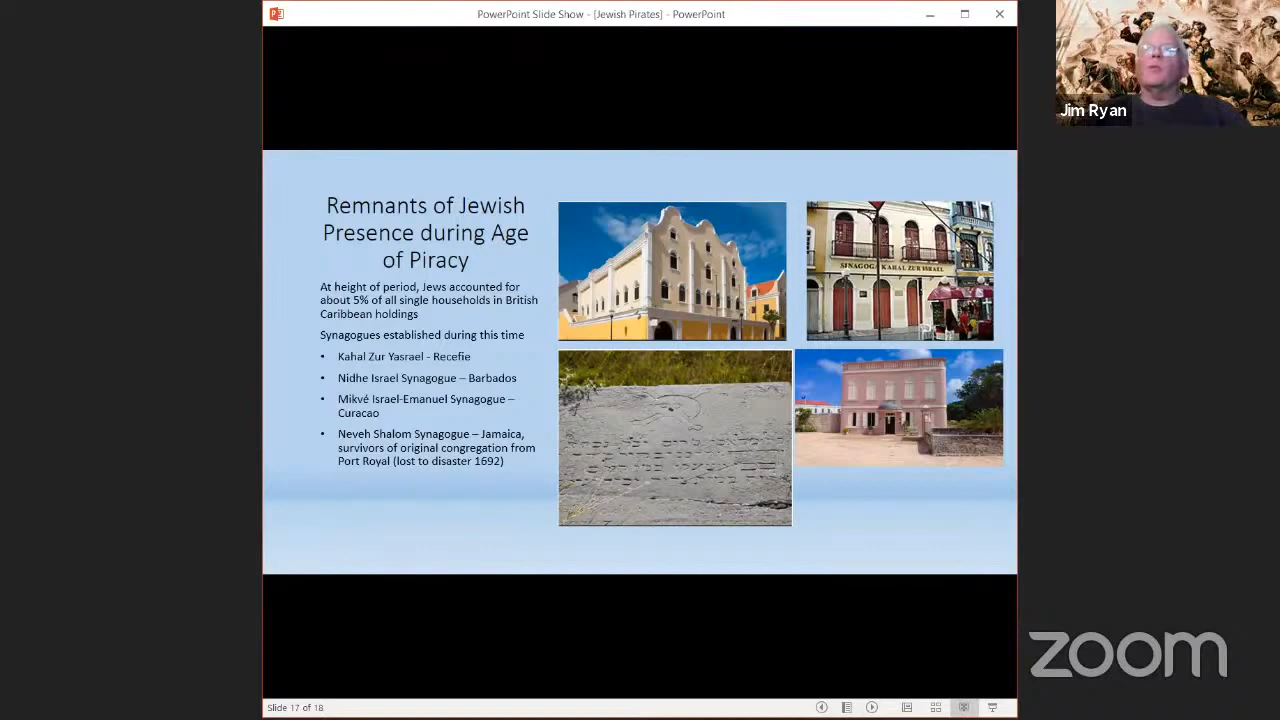 PowerPoint Slide Show - [Jewish Pirates] - PowerPoint
Jim Ryan
Remnants of Jewish
Presence during Age
of Piracy
At height of period, Jews accounted for
about 5% of all single households in British
Caribbean holdings
Synagogues established during this time
• Kahal Zur Yasrael - Recefie
• Nidhe Israel Synagogue – Barbados
• Mikvé Israel-Emanuel Synagogue –
Curacao
• Neveh Shalom Synagogue – Jamaica,
survivors of original congregation from
Port Royal (lost to disaster 1692)
SINAGOGA KAHAL ZUR ISRAEL
zoom
Slide 17 of 18